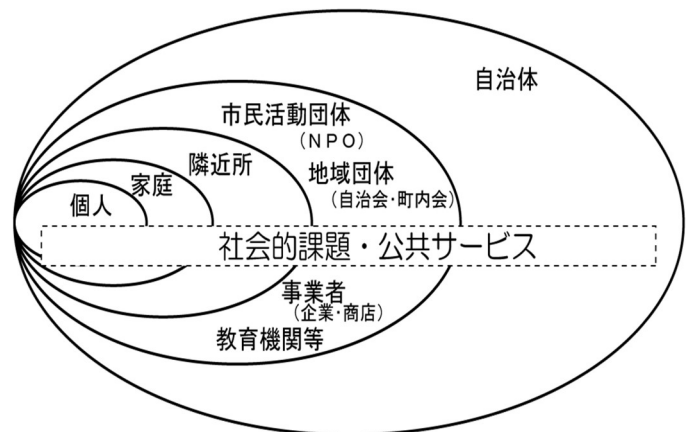 自治体
市民活動団体
（ＮＰＯ）
隣近所
地域団体
家庭
（自治会･町内会）
個人
社会的課題・公共サービス
事業者
（企業･商店）
教育機関等